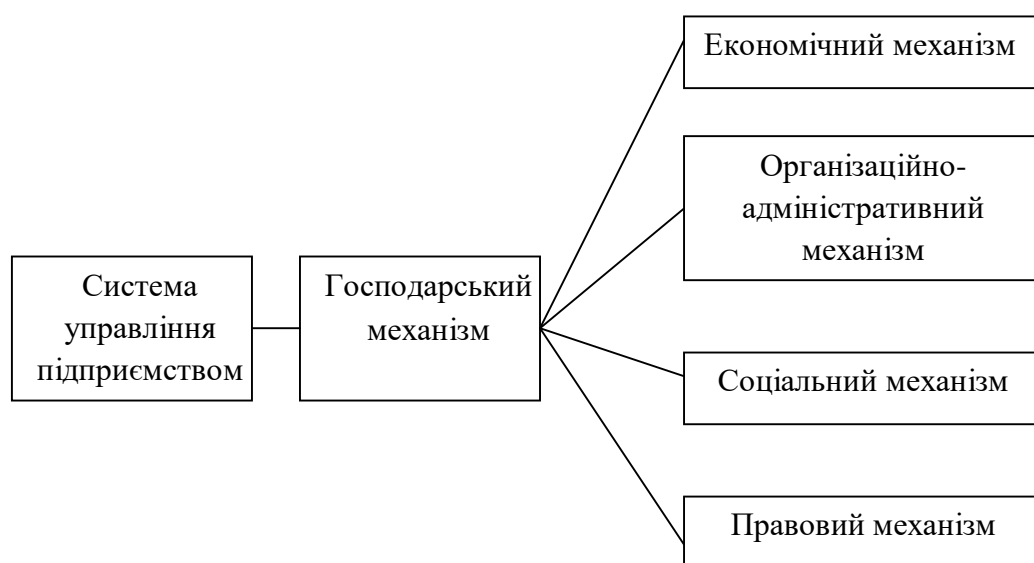 Економічний механізм
Організаційно-
адміністративний
механізм
Система
управління
підприємством
Господарський
механізм
Соціальний механізм
Правовий механізм